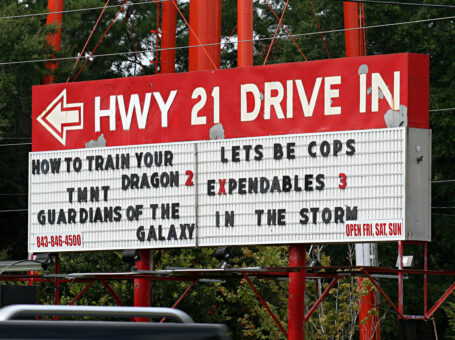 HWY 21 DRIVE IN
HOW TO TRAIN YOUR
DRAGON 2
TMNT
GUARDIANS OF THE
GALAXY
843-846-4500
LETS BE COPS
EXPENDABLES 3
IN THE STORM
OPEN FRI, SAT, SUN